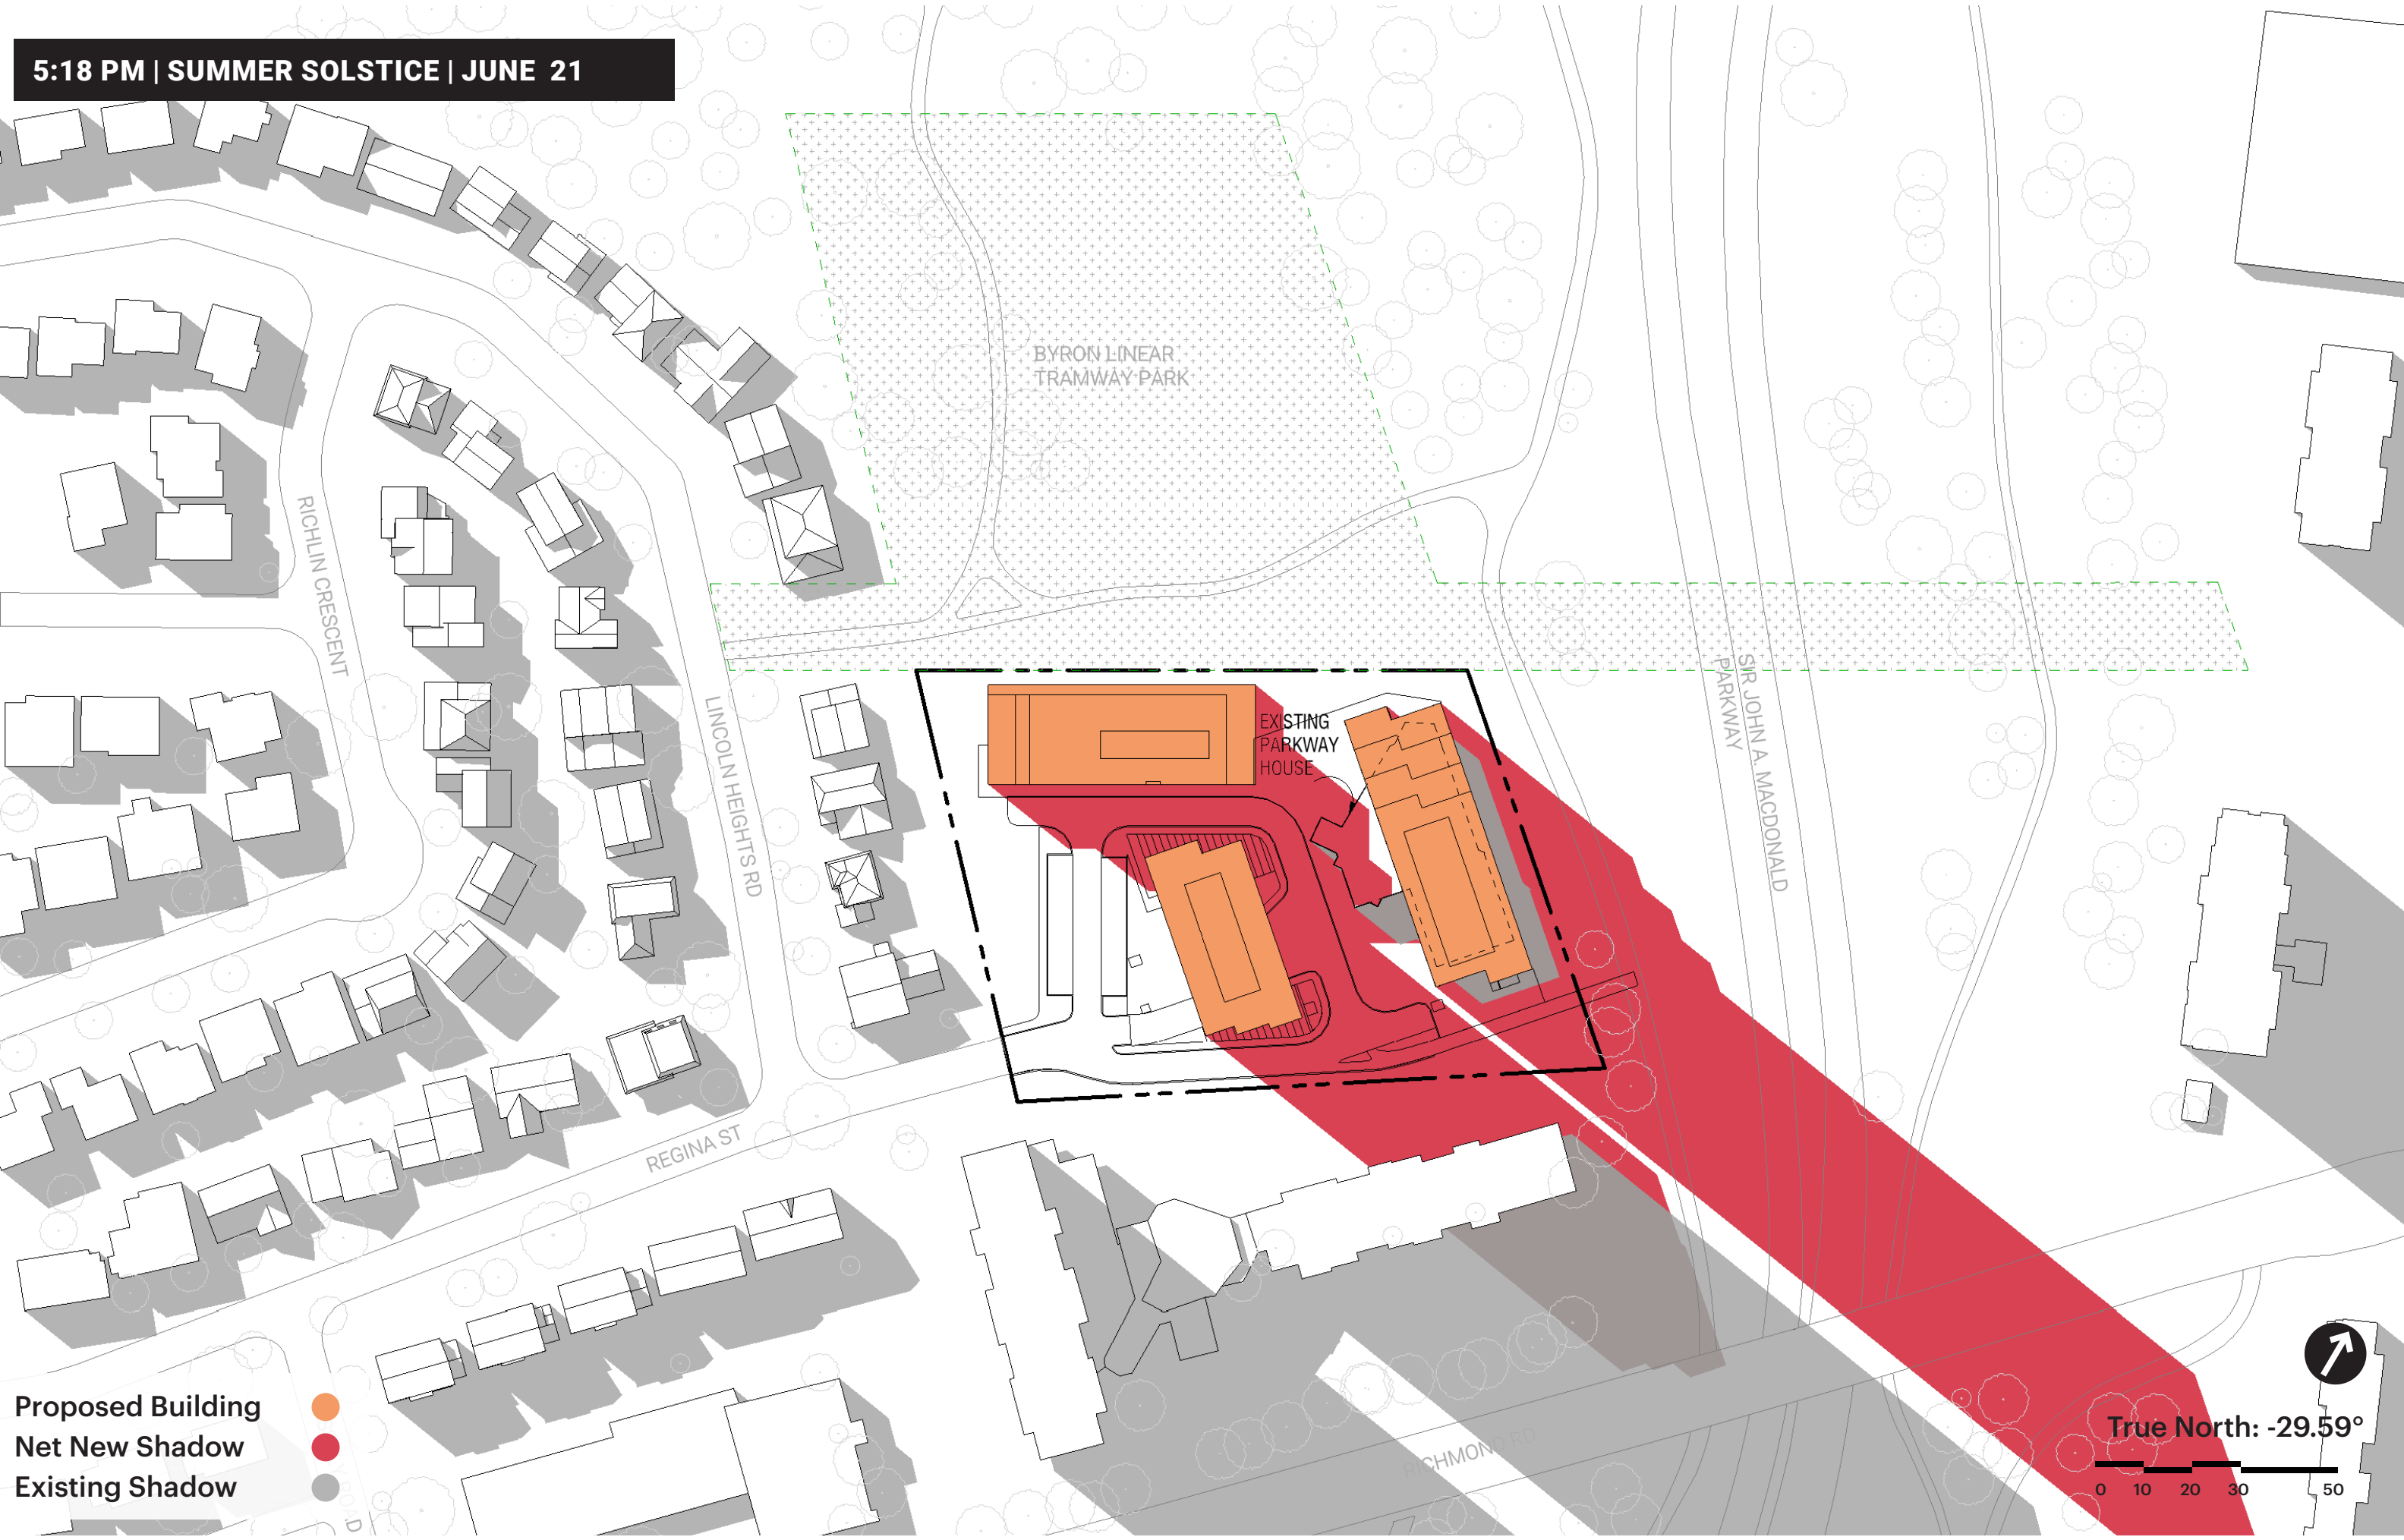 5:18 PM | SUMMER SOLSTICE | JUNE 21
BYRON LINEAR
TRAMWAY PARK
RICHLIN CRESCENT
LINCOLN HEIGHTS RD
EXISTING
PARKWAY
HOUSE
SIR JOHN A. MACDONALD
PARKWAY
REGINA ST
RICHMOND RD
Proposed Building
Net New Shadow
Existing Shadow
True North: -29.59°
0 10 20 30 50